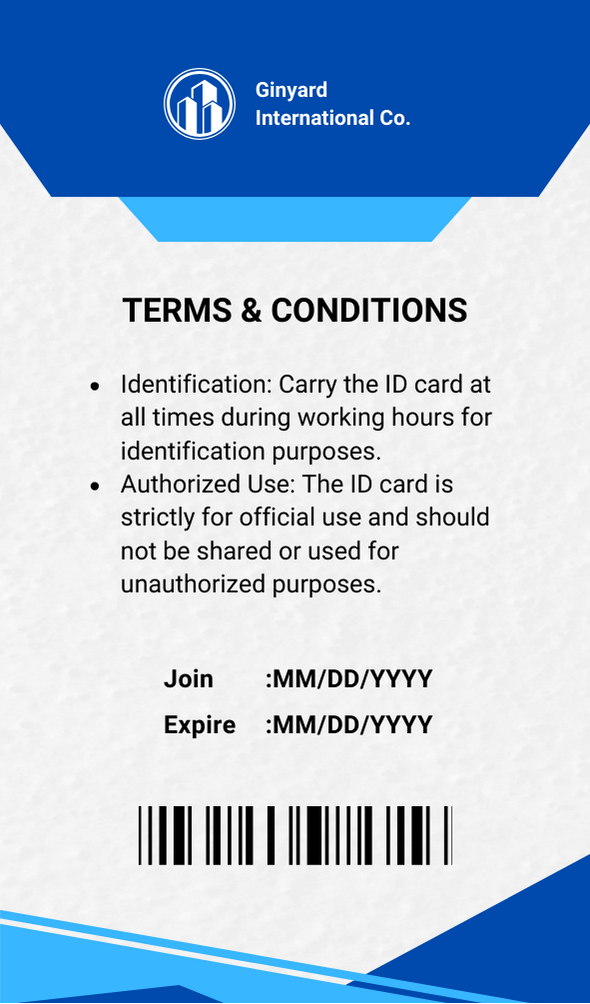 Ginyard
International Co.
TERMS & CONDITIONS
• Identification: Carry the ID card at
all times during working hours for
identification purposes.
• Authorized Use: The ID card is
strictly for official use and should
not be shared or used for
unauthorized purposes.
Join :MM/DD/YYYY
Expire :MM/DD/YYYY